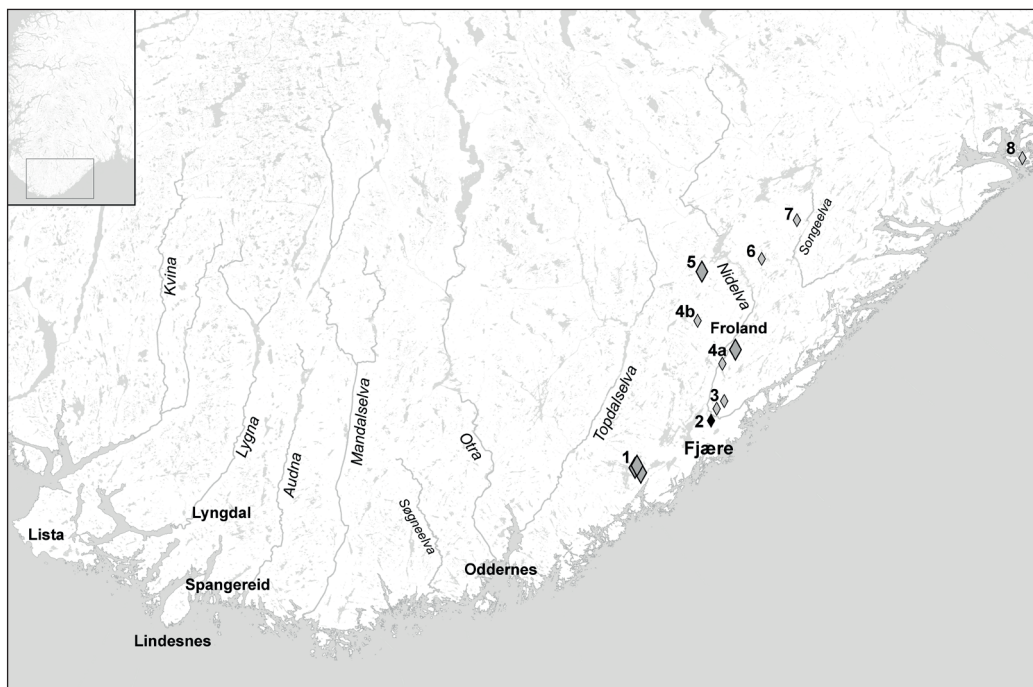 8
7
Songeelva
6
5
Nidelva
Kvina
4b
Froland
4a
3
2
Fjære
Topdalselva
Mandalselva
Lygna
Otra
Audna
1
Søgneelva
Lyngdal
Lista
Oddernes
Spangereid
Lindesnes